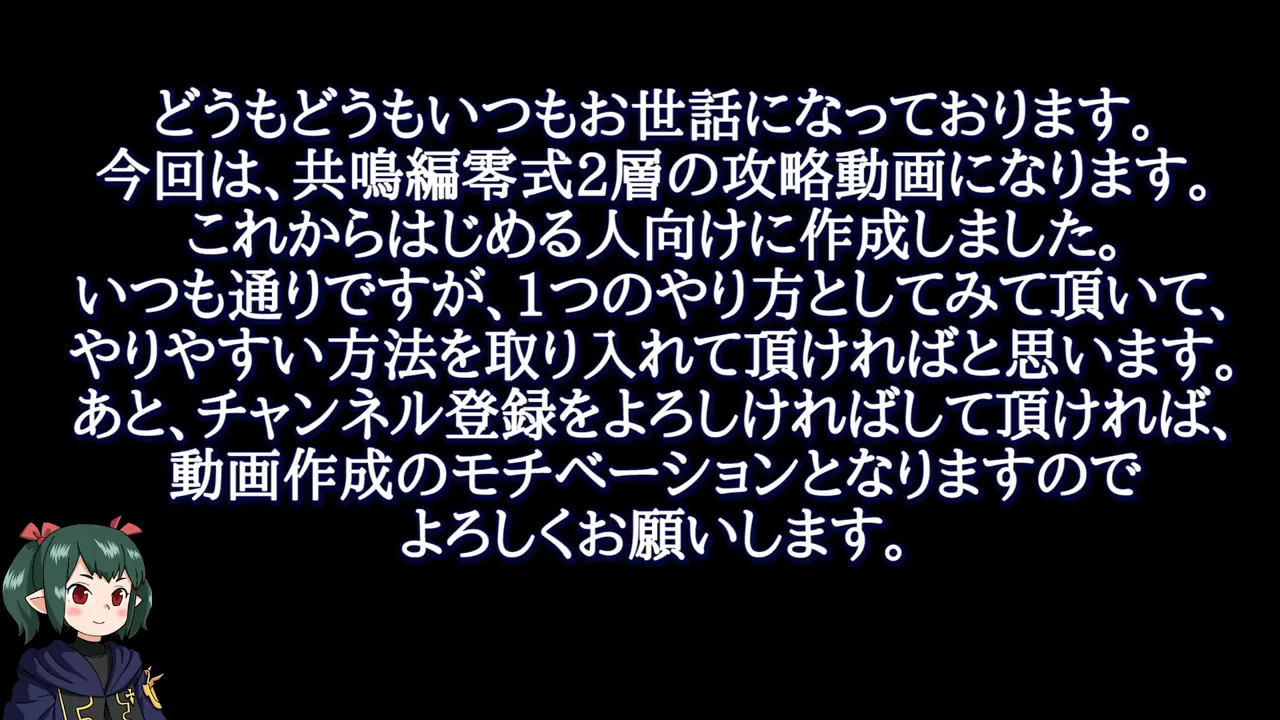 どうもどうもいつもお世話になっております。
今回は、共鳴編零式2層の攻略動画になります。
これからはじめる人向けに作成しました。
いつも通りですが、1つのやり方としてみて頂いて、
やりやすい方法を取り入れて頂ければと思います。
あと、チャンネル登録をよろしければして頂ければ、
動画作成のモチベーションとなりますので
よろしくお願いします。